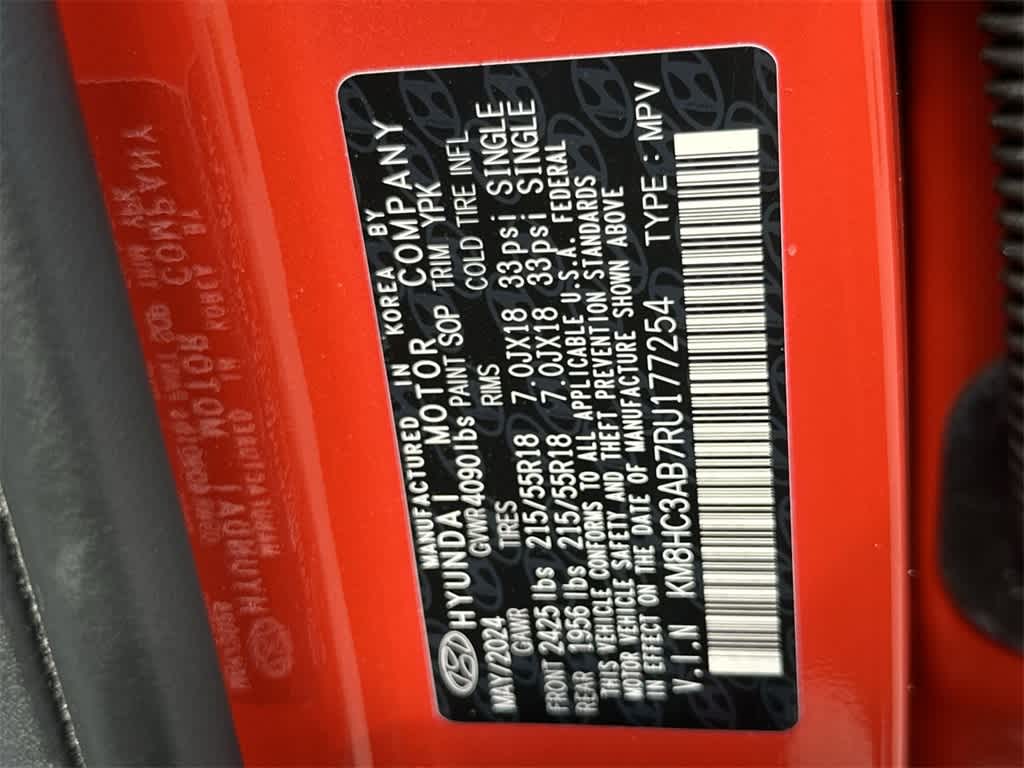 MANUFACTURED IN KOREA BY
HYUNDAI MOTOR COMPANY
MAY/2024 GVWR4090lbs PAINT SOP TRIM YPK
GAWR TIRES RIMS COLD TIRE INFL
FRONT 2425 lbs 215/55R18 7.0JX18 33psi SINGLE
REAR 1956 lbs 215/55R18 7.0JX18 33psi SINGLE
THIS VEHICLE CONFORMS TO ALL APPLICABLE U.S.A. FEDERAL
MOTOR VEHICLE SAFETY AND THEFT PREVENTION STANDARDS
IN EFFECT ON THE DATE OF MANUFACTURE SHOWN ABOVE
V.I.N KM8HC3AB7RU177254 TYPE : MPV